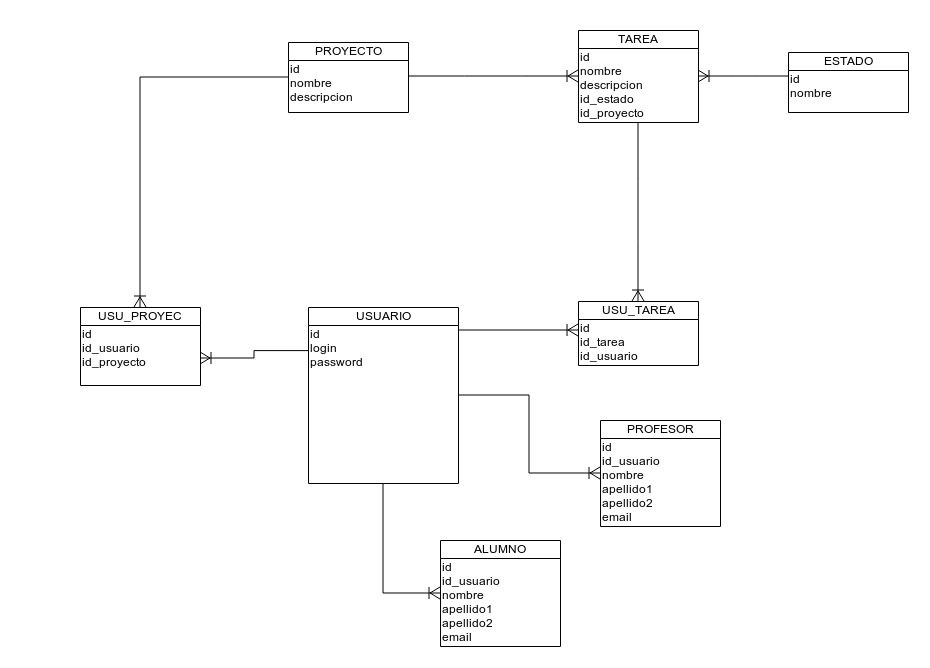 PROYECTO
id
nombre
descripcion
TAREA
id
nombre
descripcion
id_estado
id_proyecto
ESTADO
id
nombre
USU_PROYEC
id
id_usuario
id_proyecto
USUARIO
id
login
password
USU_TAREA
id
id_tarea
id_usuario
PROFESOR
id
id_usuario
nombre
apellido1
apellido2
email
ALUMNO
id
id_usuario
nombre
apellido1
apellido2
email